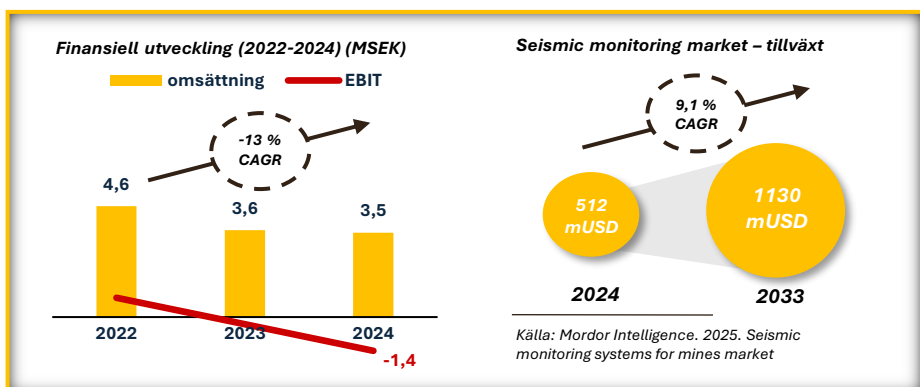 Finansiell utveckling (2022-2024) (MSEK)
omsättning
EBIT
-13 %
CAGR
4,6
3,6
3,5
2022
2023
2024
-1,4
Seismic monitoring market – tillväxt
9,1 %
CAGR
512
mUSD
1130
mUSD
2024
2033
Källa: Mordor Intelligence. 2025. Seismic
monitoring systems for mines market